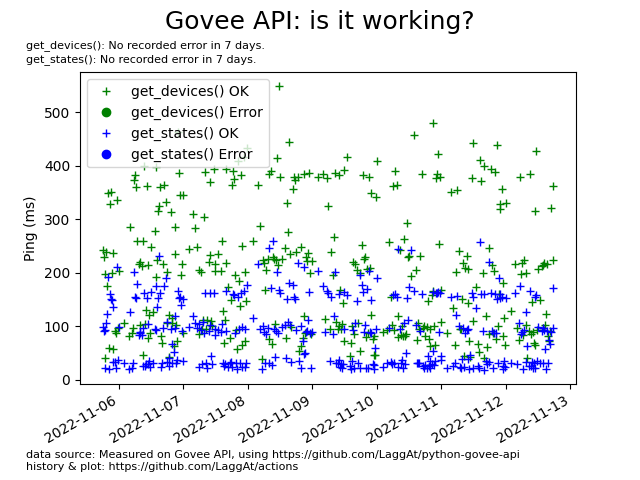 Govee API: is it working?
get_devices(): No recorded error in 7 days.
get_states(): No recorded error in 7 days.
get_devices() OK
get_devices() Error
get_states() OK
get_states() Error
Ping (ms)
500
400
300
200
100
0
2022-11-06
2022-11-07
2022-11-08
2022-11-09
2022-11-10
2022-11-11
2022-11-12
2022-11-13
data source: Measured on Govee API, using https://github.com/LaggAt/python-govee-api
history & plot: https://github.com/LaggAt/actions